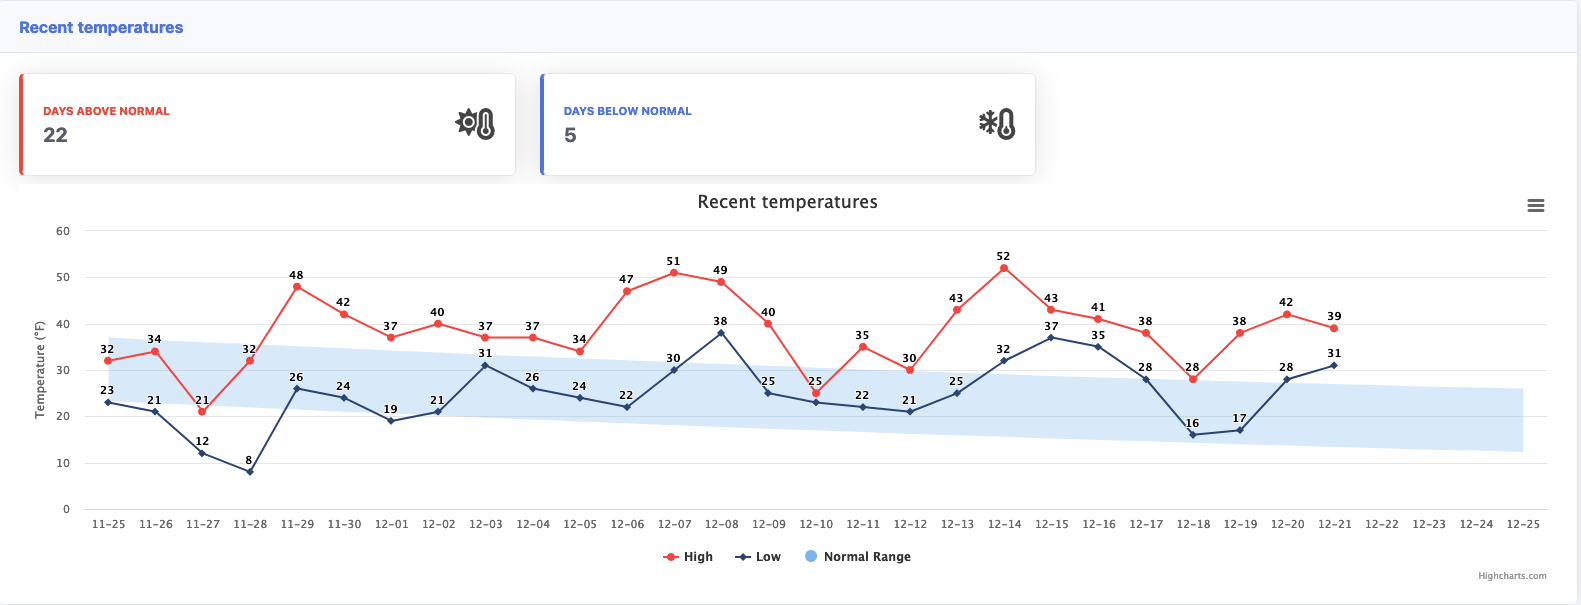 Recent temperatures
DAYS ABOVE NORMAL
22
DAYS BELOW NORMAL
5
Recent temperatures
Temperature (°F)
60
50
40
30
20
10
0
32 34 21 32 48 42 37 40 37 37 34 47 51 49 40 25 35 30 43 52 43 41 38 28 38 42 39
23 21 12 8 26 24 19 21 31 26 24 22 30 38 25 22 21 25 32 37 35 28 16 17 28 31
11-25 11-26 11-27 11-28 11-29 11-30 12-01 12-02 12-03 12-04 12-05 12-06 12-07 12-08 12-09 12-10 12-11 12-12 12-13 12-14 12-15 12-16 12-17 12-18 12-19 12-20 12-21 12-22 12-23 12-24 12-25
High Low Normal Range
Highcharts.com